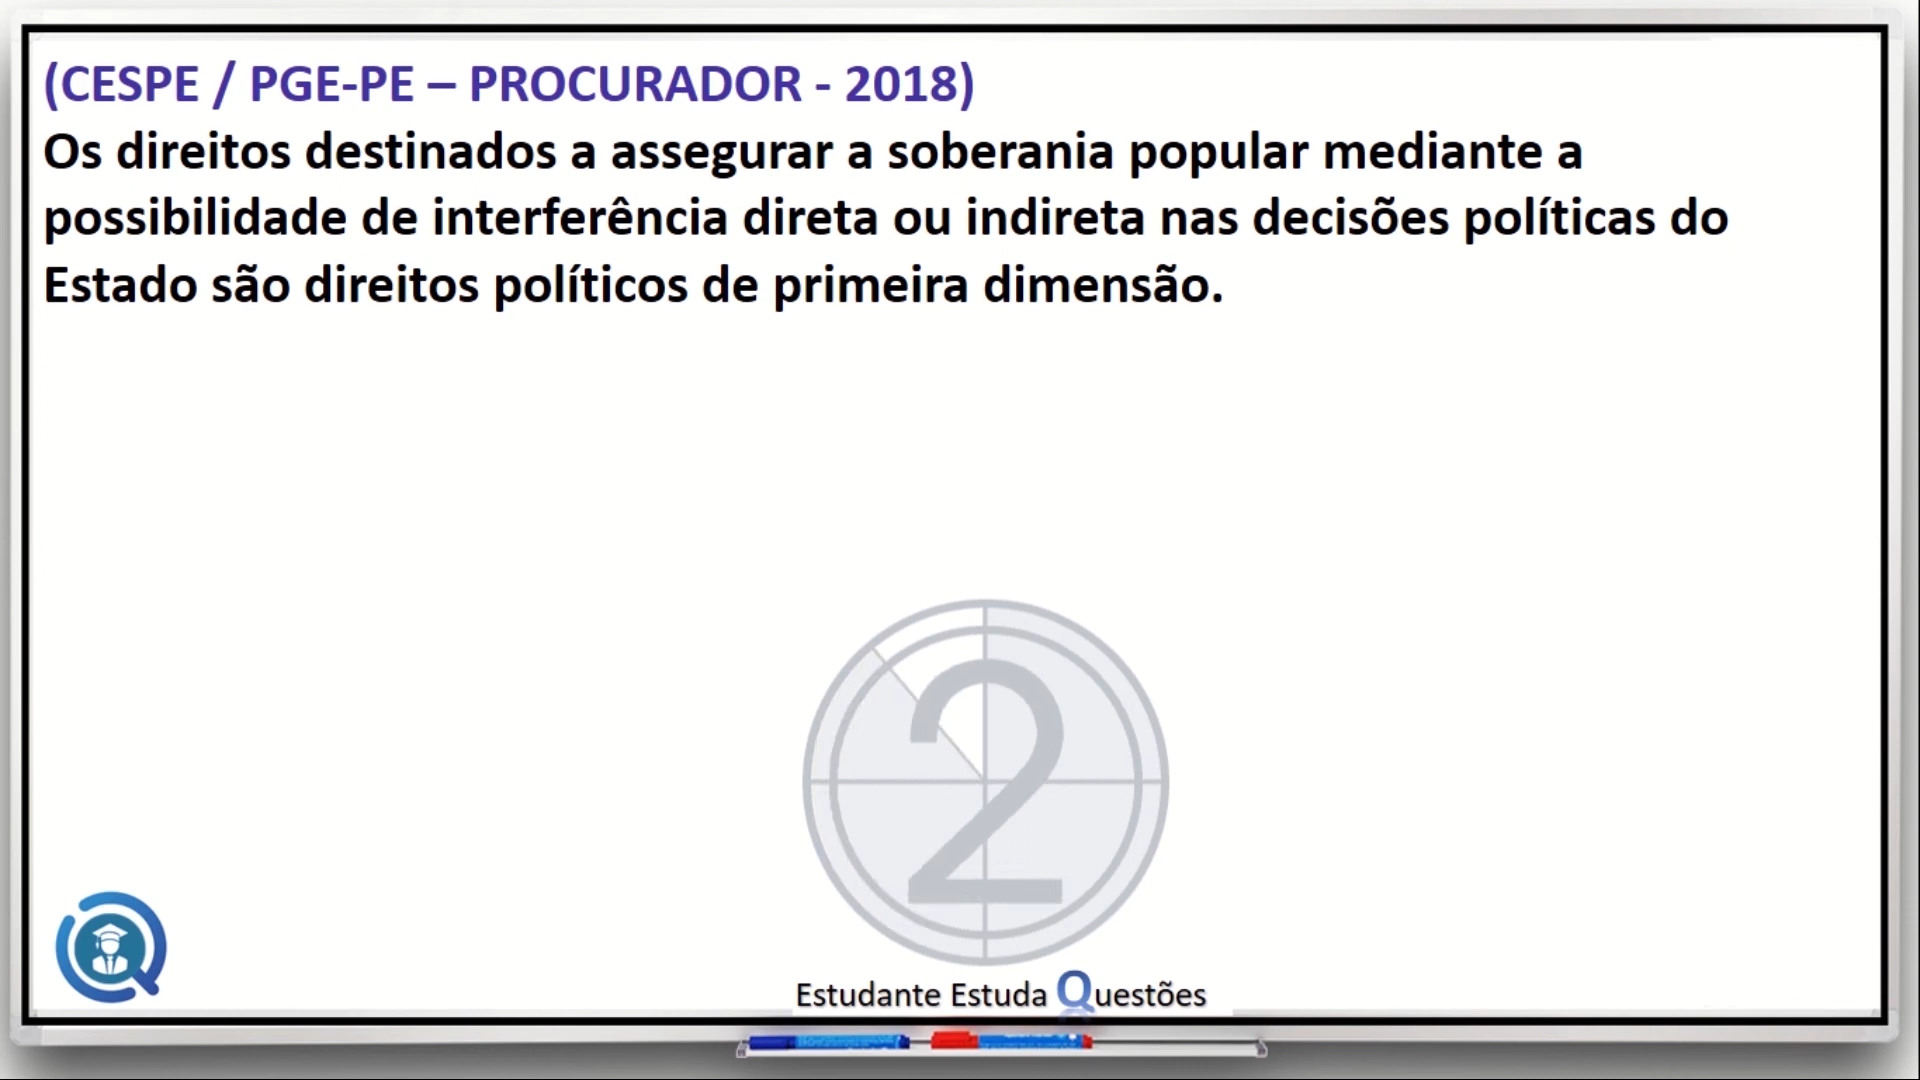 (CESPE / PGE-PE – PROCURADOR - 2018)
Os direitos destinados a assegurar a soberania popular mediante a
possibilidade de interferência direta ou indireta nas decisões políticas do
Estado são direitos políticos de primeira dimensão.
2
Estudante Estuda Questões